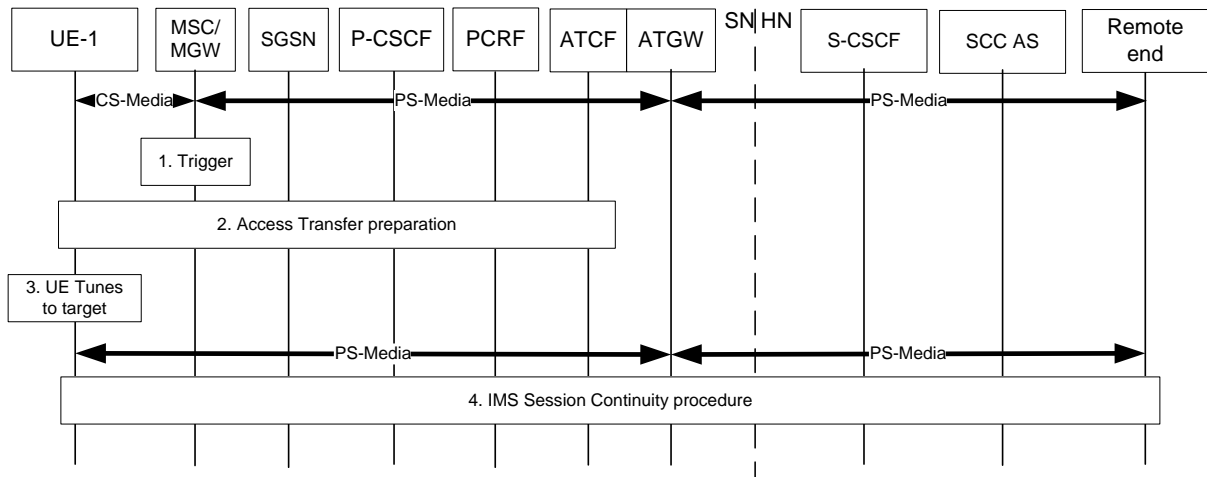 UE-1
MSC/
MGW
SGSN
P-CSCF
PCRF
ATCF
ATGW
SN
HN
S-CSCF
SCC AS
Remote
end
CS-Media
PS-Media
PS-Media
1. Trigger
2. Access Transfer preparation
3. UE Tunes
to target
PS-Media
PS-Media
4. IMS Session Continuity procedure